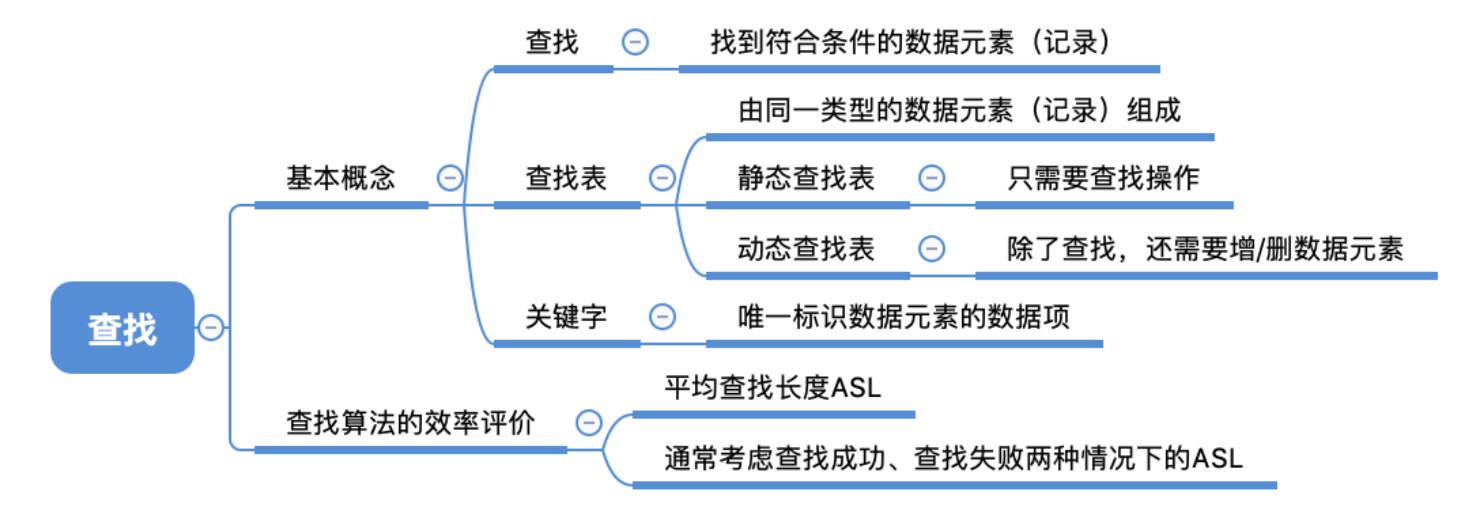 查找
基本概念
查找
找到符合条件的数据元素（记录）
查找表
由同一类型的数据元素（记录）组成
静态查找表
只需要查找操作
动态查找表
除了查找，还需要增/删数据元素
关键字
唯一标识数据元素的数据项
查找算法的效率评价
平均查找长度ASL
通常考虑查找成功、查找失败两种情况下的ASL